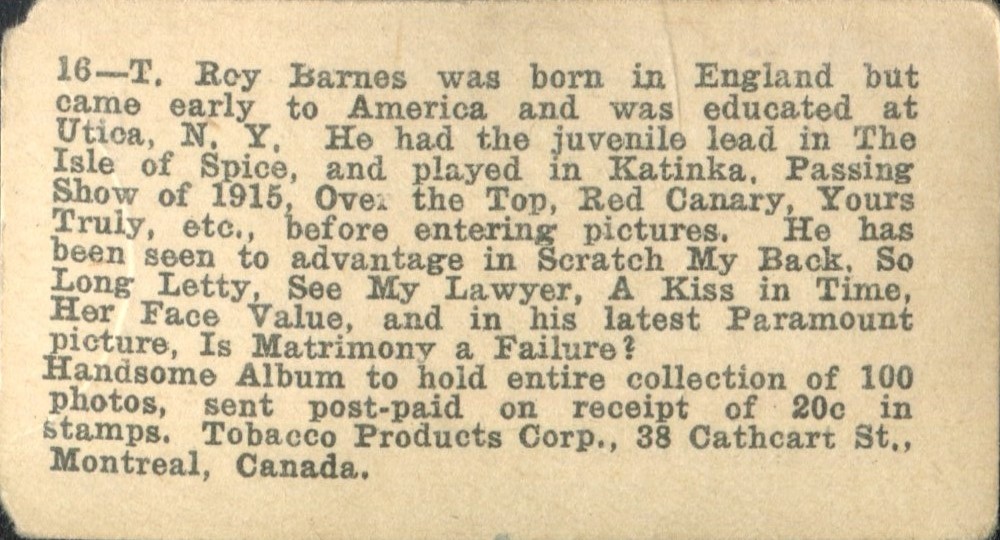 16—T. Roy Barnes was born in England but
came early to America and was educated at
Utica, N. Y. He had the juvenile lead in The
Isle of Spice, and played in Katinka, Passing
Show of 1915, Over the Top, Red Canary, Yours
Truly, etc., before entering pictures. He has
been seen to advantage in Scratch My Back, So
Long Letty, See My Lawyer, A Kiss in Time,
Her Face Value, and in his latest Paramount
picture, Is Matrimony a Failure?
Handsome Album to hold entire collection of 100
photos, sent post-paid on receipt of 20c in
stamps. Tobacco Products Corp., 38 Cathcart St.,
Montreal, Canada.